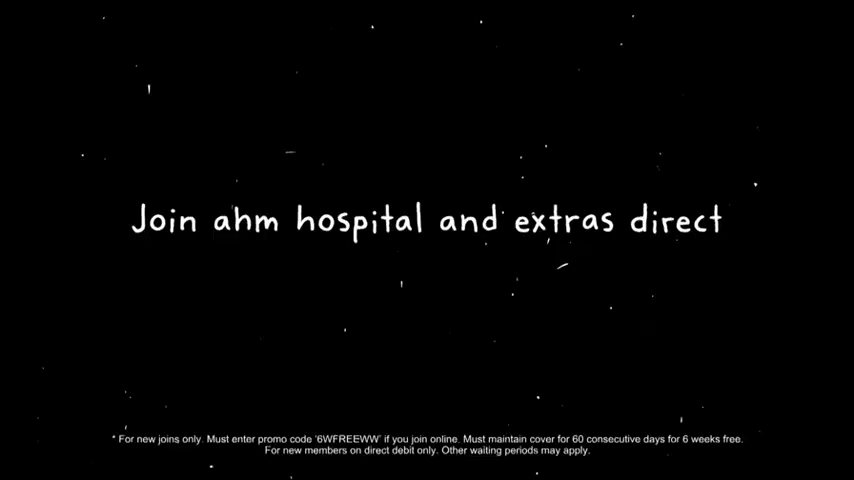 Join ahm hospital and extras direct
* For new joins only. Must enter promo code '6WFREEWW' if you join online. Must maintain cover for 60 consecutive days for 6 weeks free.
For new members on direct debit only. Other waiting periods may apply.